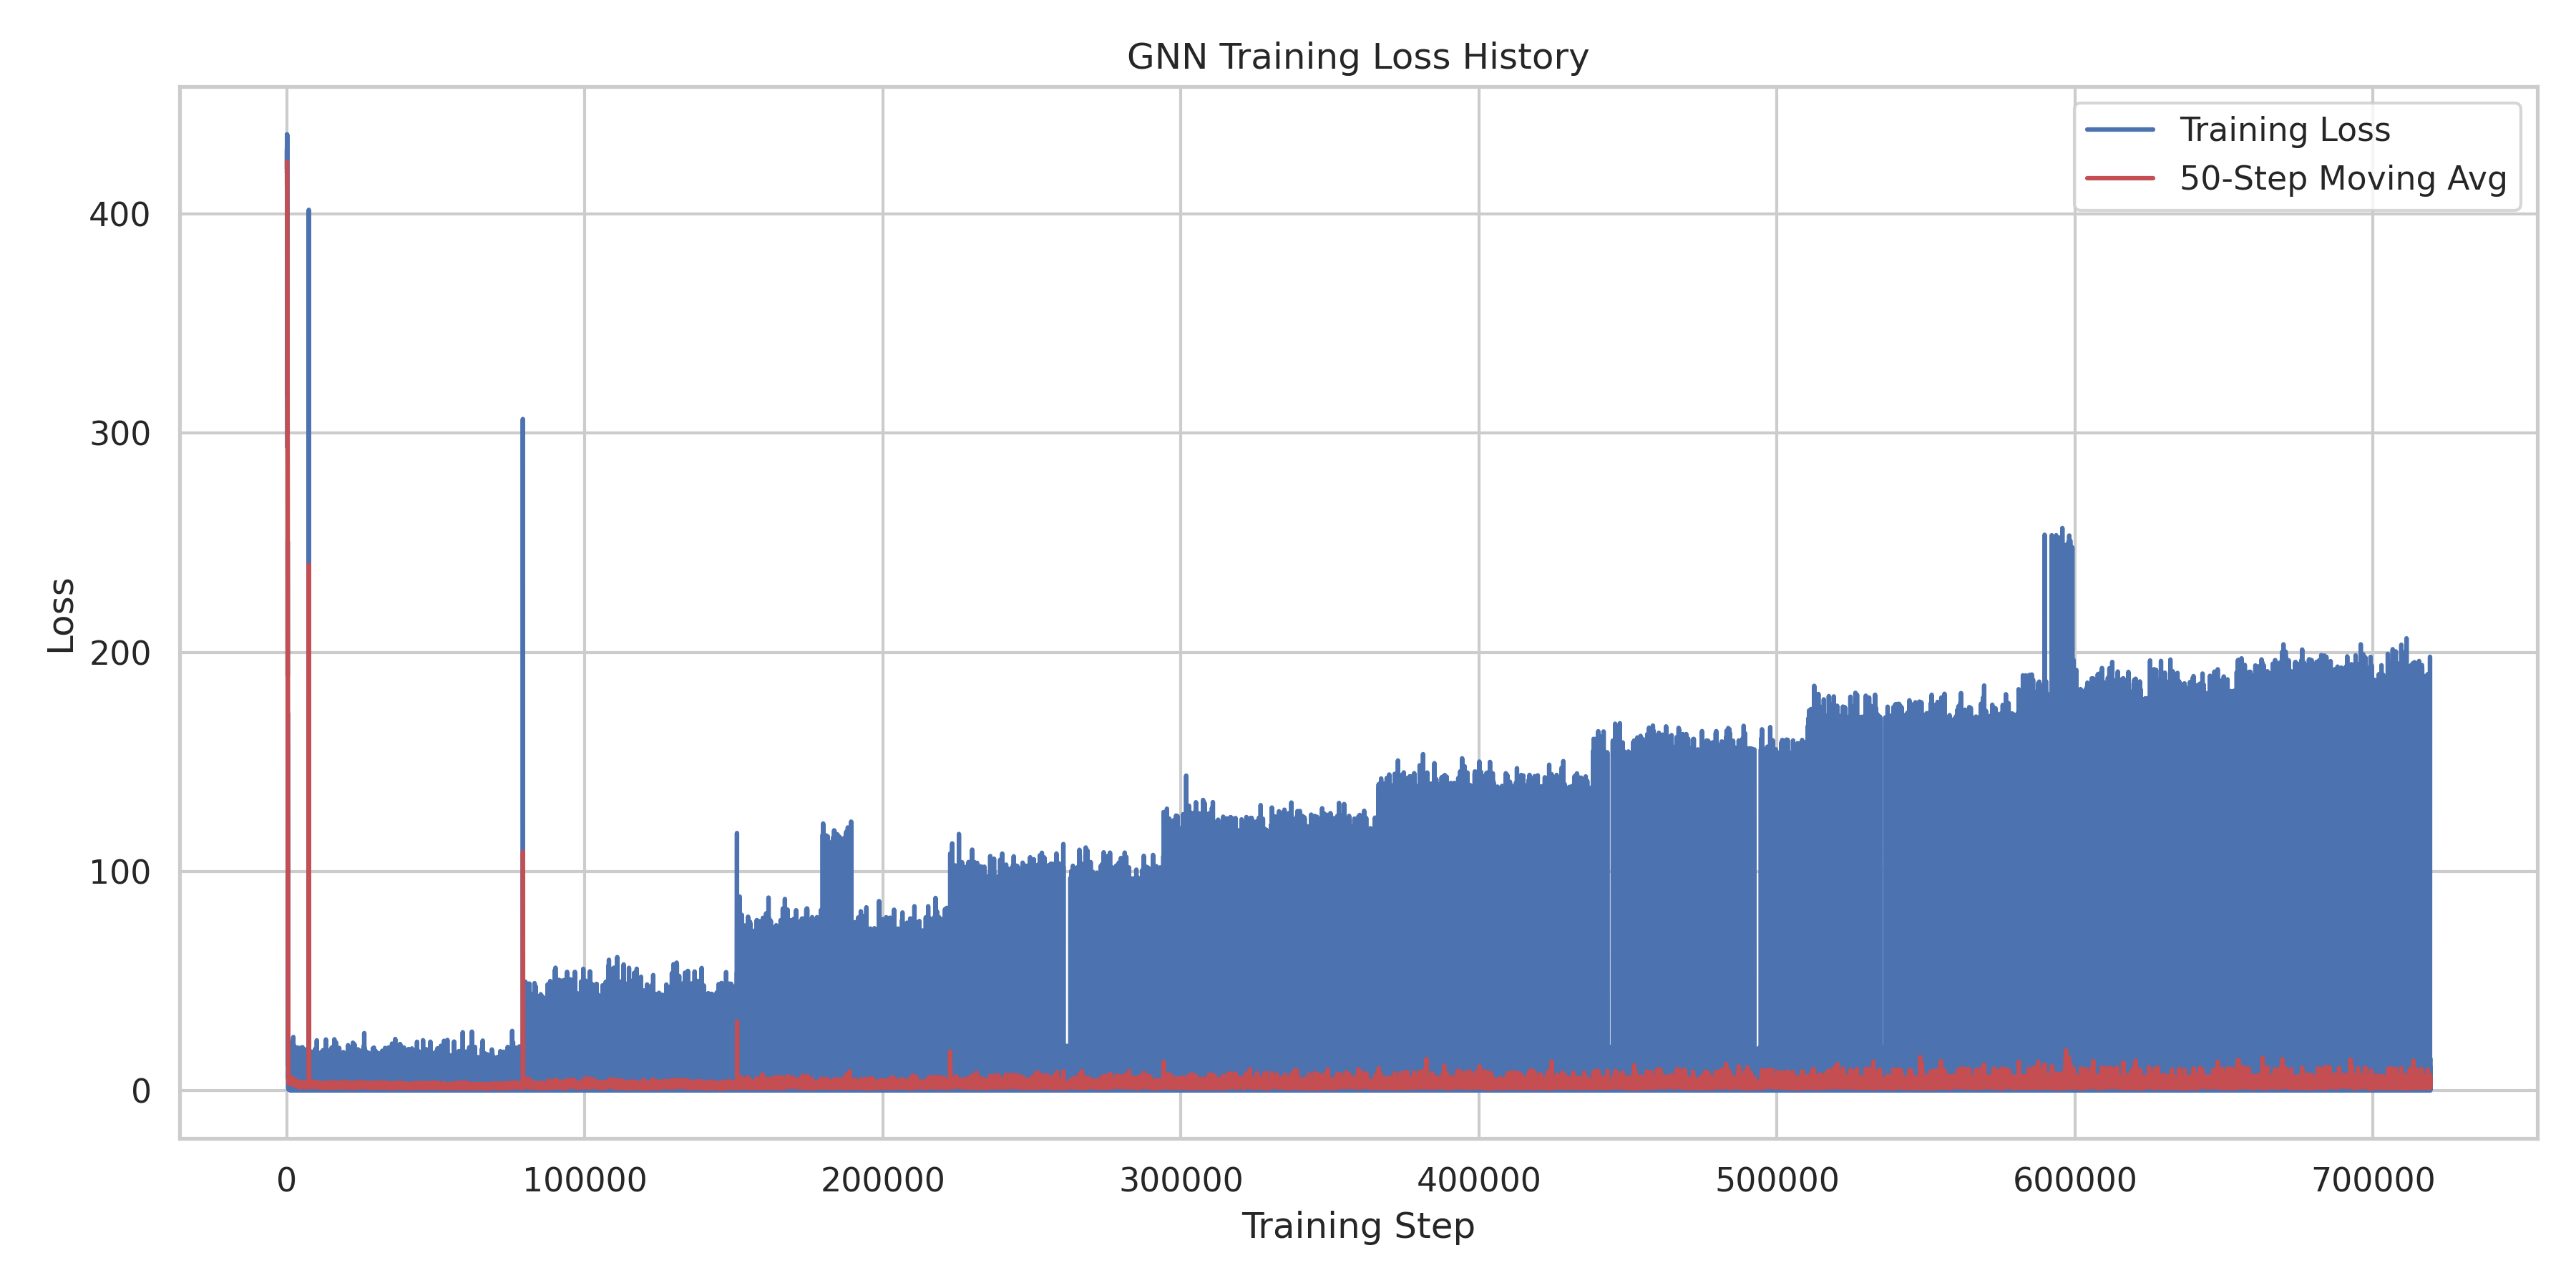 GNN Training Loss History
Training Loss
50-Step Moving Avg
Loss
400
300
200
100
0
0 100000 200000 300000 400000 500000 600000 700000
Training Step